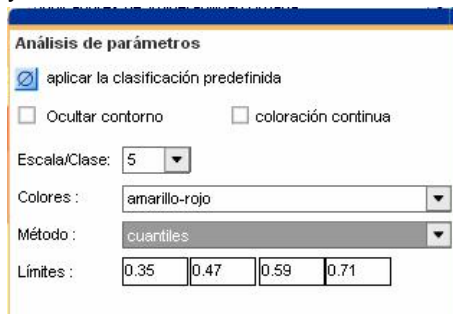 Análisis de parámetros
aplicar la clasificación predefinida
Ocultar contorno coloración continua
Escala/Clase: 5
Colores : amarillo-rojo
Método : cuantiles
Límites : 0.35 0.47 0.59 0.71